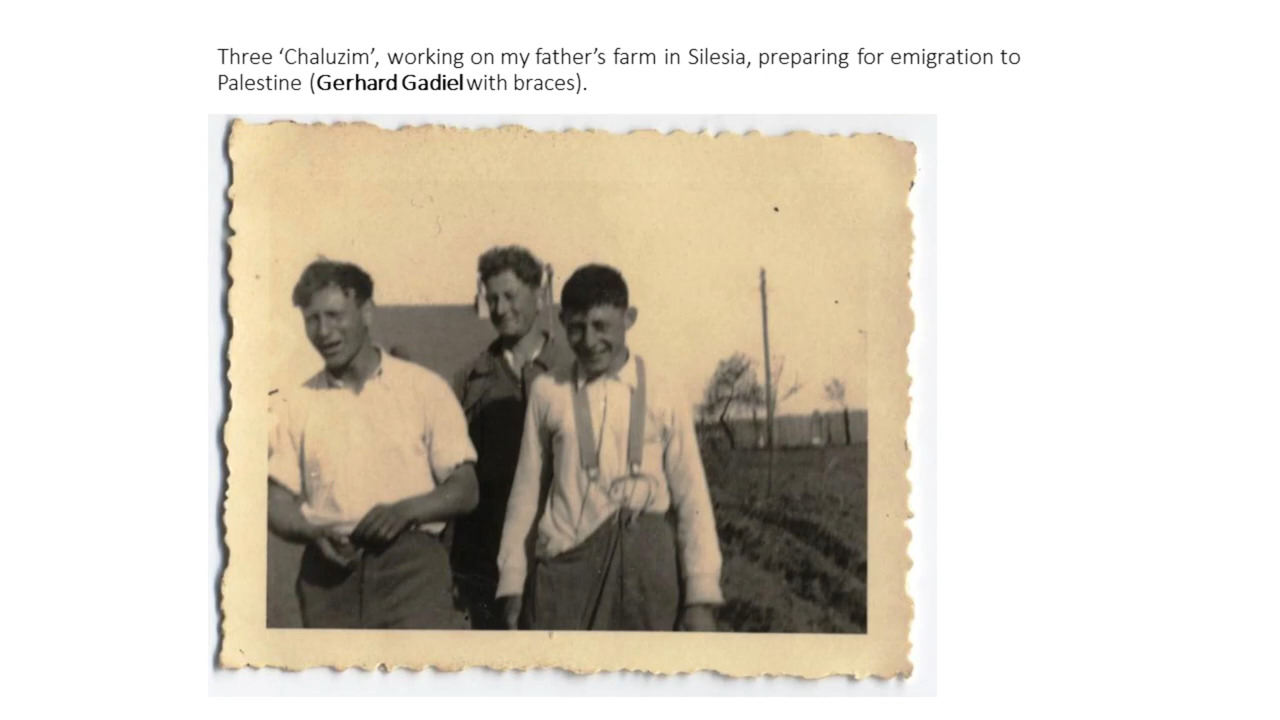 Three ‘Chaluzim’, working on my father’s farm in Silesia, preparing for emigration to
Palestine (Gerhard Gadiel with braces).